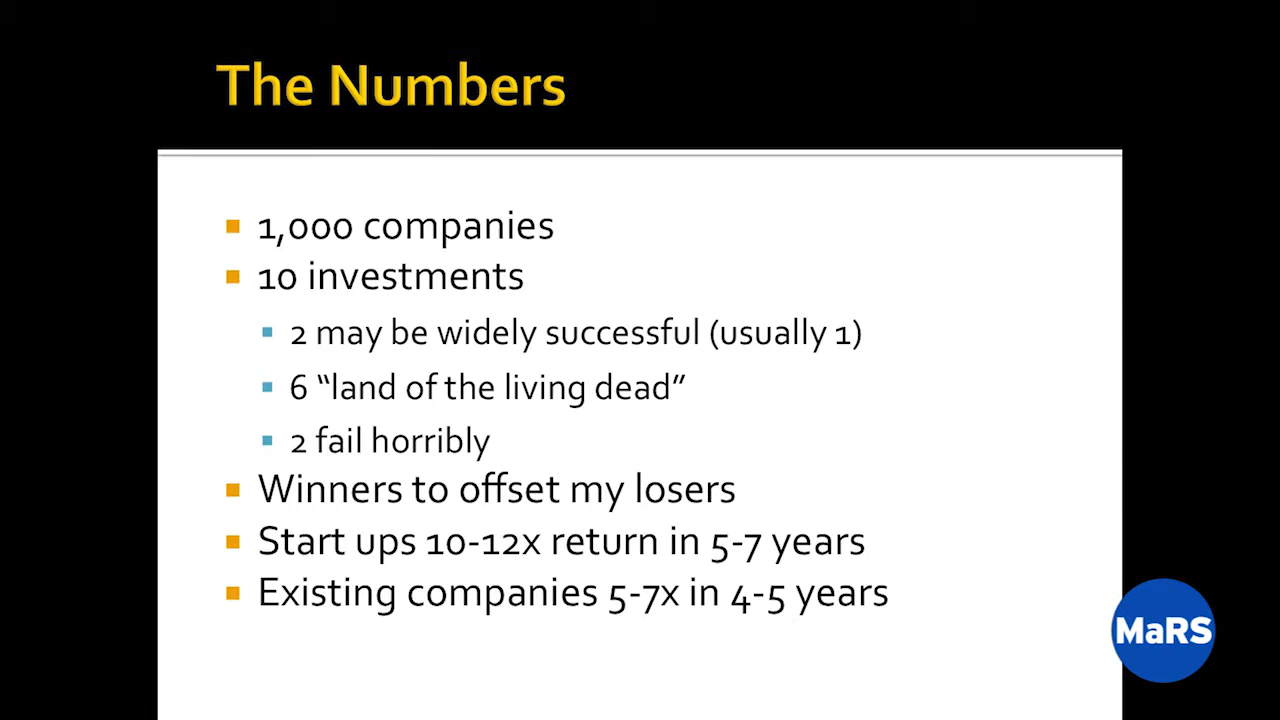 The Numbers
1,000 companies
10 investments
2 may be widely successful (usually 1)
6 “land of the living dead”
2 fail horribly
Winners to offset my losers
Start ups 10-12x return in 5-7 years
Existing companies 5-7x in 4-5 years
MaRS